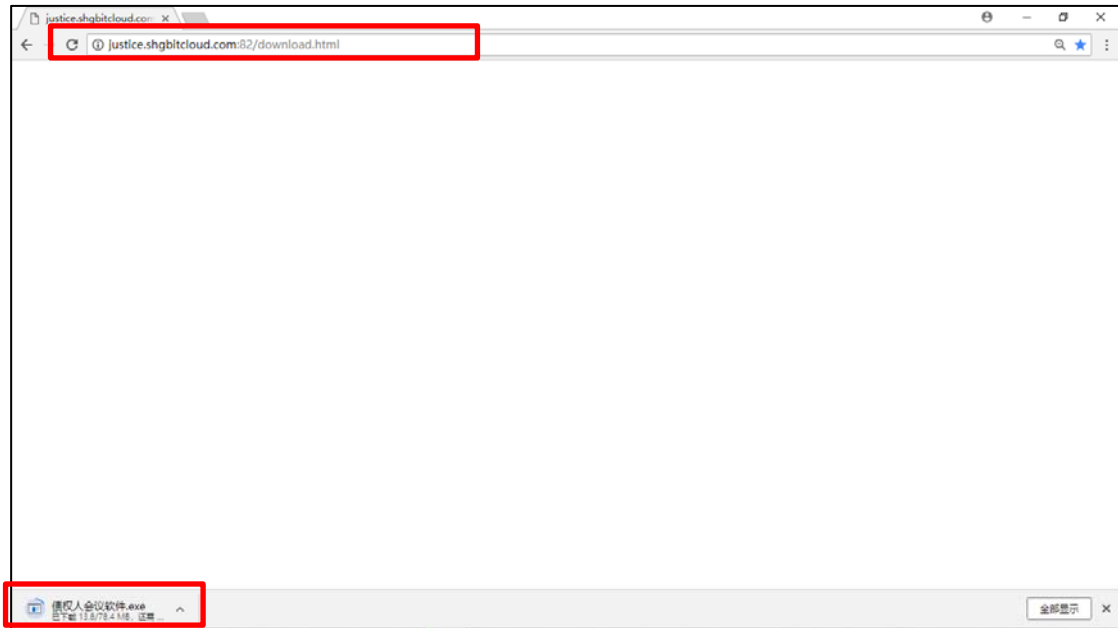 justice.shgbitcloud.com
justice.shgbitcloud.com:82/download.html
债权人会议软件.exe
已下载 13.6/78.4 MB，还需 ...
全部显示